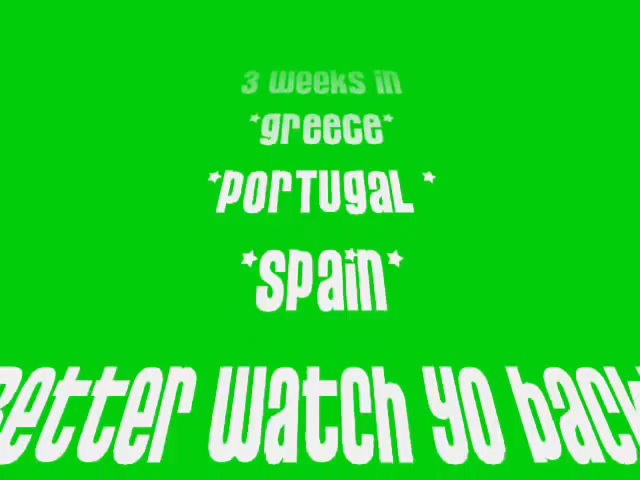 3 weeks in
*greece*
*PORTUGAL *
*SPAIN*
Better watch yo back